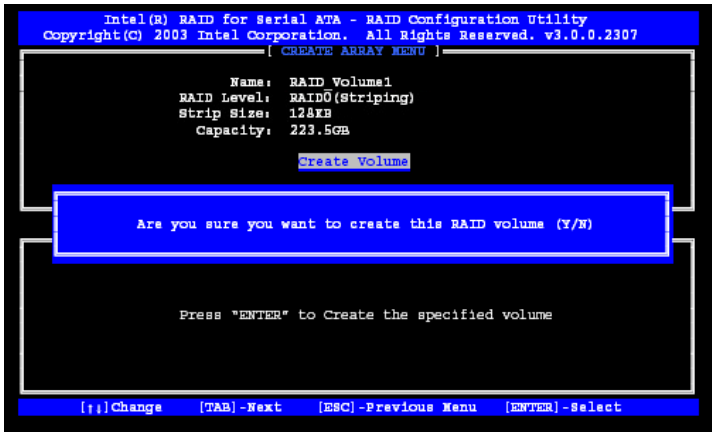 Intel(R) RAID for Serial ATA - RAID Configuration Utility
Copyright(C) 2003 Intel Corporation. All Rights Reserved. v3.0.0.2307
[ CREATE ARRAY MENU ]
Name: RAID_Volume1
RAID Level: RAID0(Striping)
Strip Size: 128KB
Capacity: 223.5GB
Create Volume
Are you sure you want to create this RAID volume (Y/N)
Press "ENTER" to Create the specified volume
[↑↓]Change [TAB]-Next [ESC]-Previous Menu [ENTER]-Select